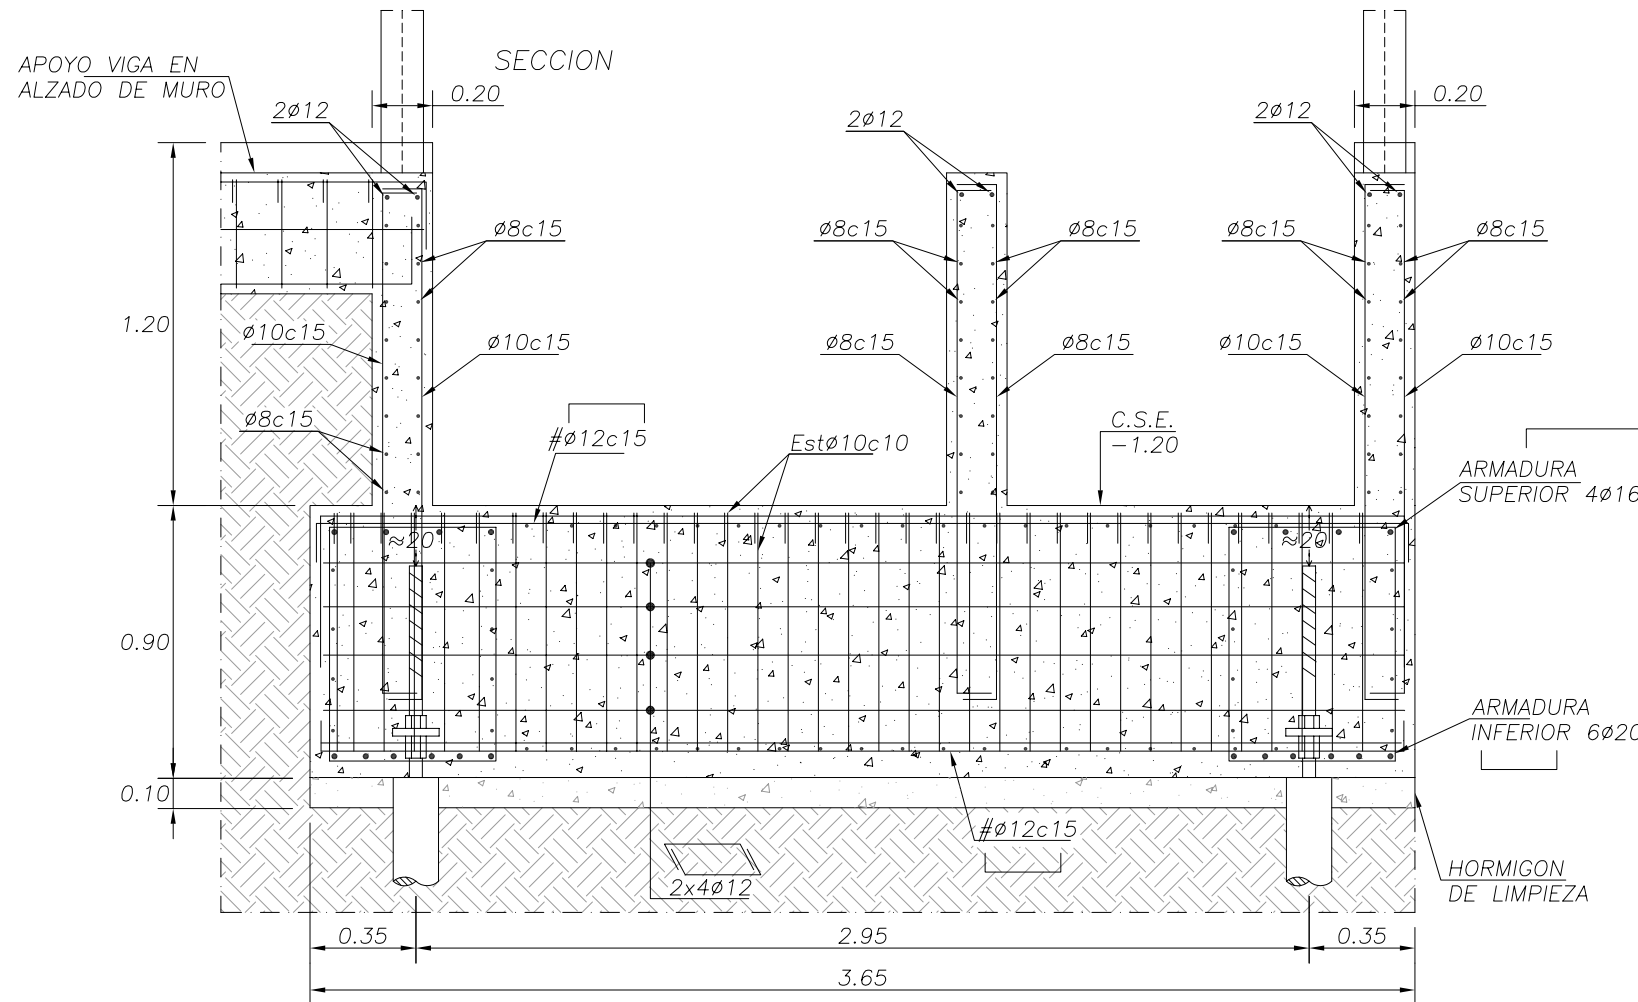 SECCION
APOYO VIGA EN
ALZADO DE MURO
0.20
0.20
2ø12
2ø12
2ø12
ø8c15
ø8c15
ø8c15
ø8c15
ø8c15
1.20
ø10c15
ø10c15
ø8c15
ø8c15
ø10c15
ø10c15
ø8c15
#ø12c15
Estø10c10
C.S.E.
-1.20
ARMADURA
SUPERIOR 4ø16
≈20
≈20
0.90
ARMADURA
INFERIOR 6ø20
0.10
#ø12c15
2x4ø12
HORMIGON
DE LIMPIEZA
0.35
2.95
0.35
3.65